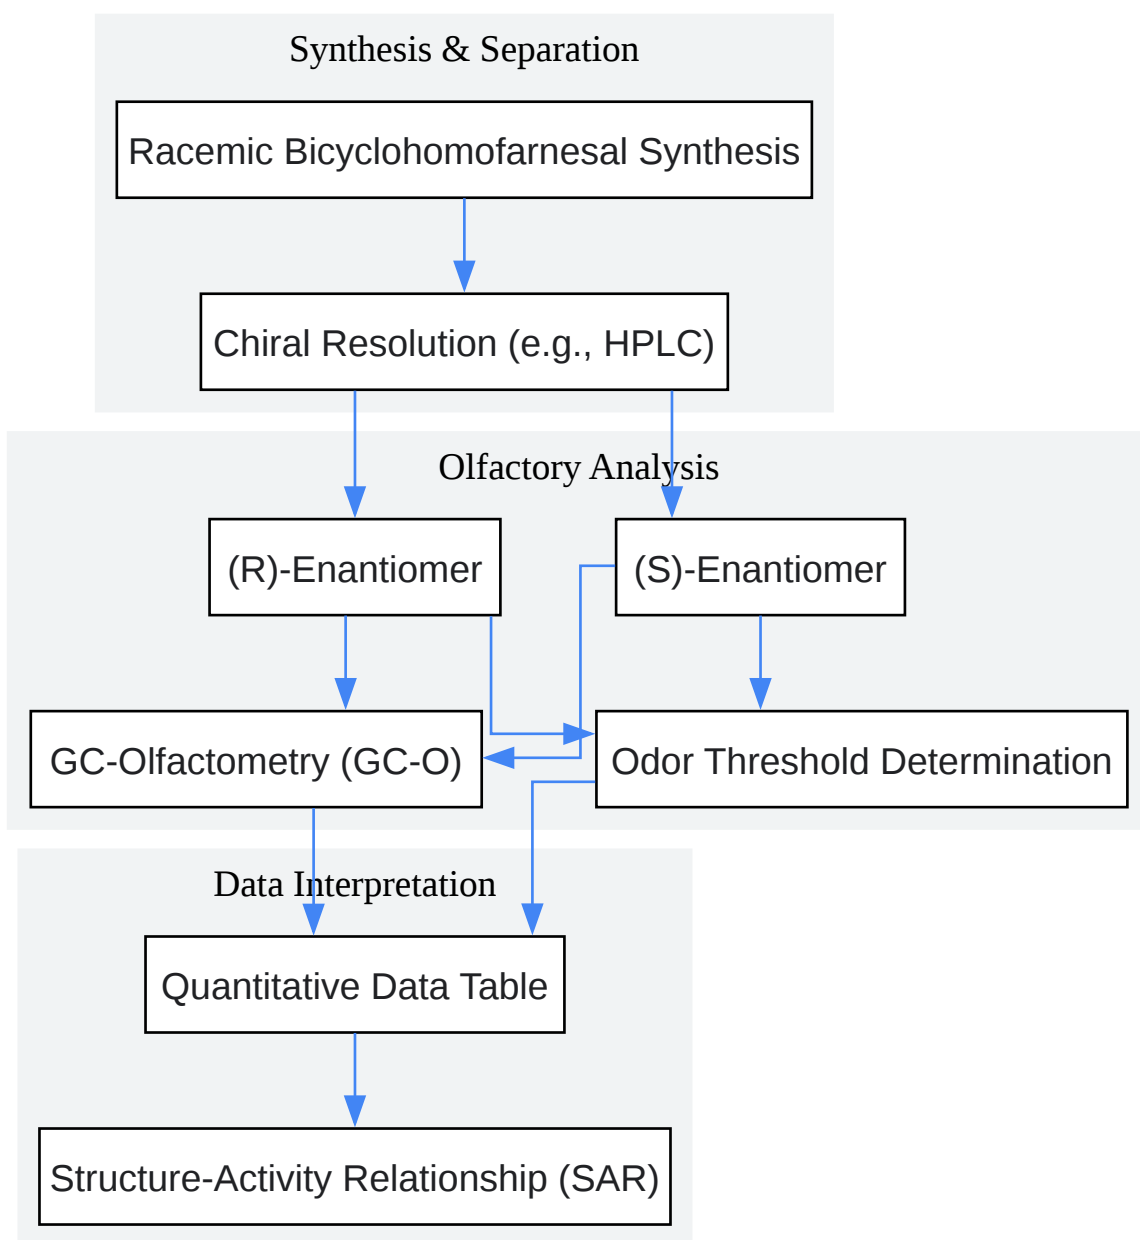 Synthesis & Separation
Racemic Bicyclohomofarnesal Synthesis
Chiral Resolution (e.g., HPLC)
Olfactory Analysis
(R)-Enantiomer
(S)-Enantiomer
GC-Olfactometry (GC-O)
Odor Threshold Determination
Data Interpretation
Quantitative Data Table
Structure-Activity Relationship (SAR)